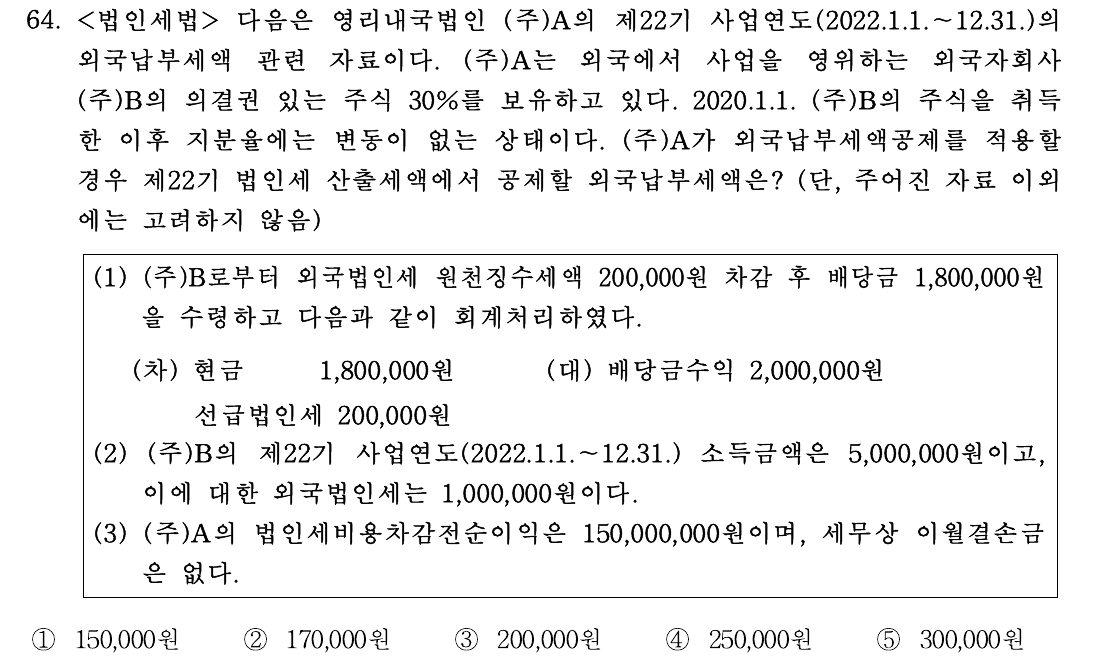 64. <법인세법> 다음은 영리내국법인 (주)A의 제22기 사업연도(2022.1.1.~12.31.)의
외국납부세액 관련 자료이다. (주)A는 외국에서 사업을 영위하는 외국자회사
(주)B의 의결권 있는 주식 30%를 보유하고 있다. 2020.1.1. (주)B의 주식을 취득
한 이후 지분율에는 변동이 없는 상태이다. (주)A가 외국납부세액공제를 적용할
경우 제22기 법인세 산출세액에서 공제할 외국납부세액은? (단, 주어진 자료 이외
에는 고려하지 않음)
(1) (주)B로부터 외국법인세 원천징수세액 200,000원 차감 후 배당금 1,800,000원
을 수령하고 다음과 같이 회계처리하였다.
(차) 현금 1,800,000원 (대) 배당금수익 2,000,000원
선급법인세 200,000원
(2) (주)B의 제22기 사업연도(2022.1.1.~12.31.) 소득금액은 5,000,000원이고,
이에 대한 외국법인세는 1,000,000원이다.
(3) (주)A의 법인세비용차감전순이익은 150,000,000원이며, 세무상 이월결손금
은 없다.
① 150,000원 ② 170,000원 ③ 200,000원 ④ 250,000원 ⑤ 300,000원